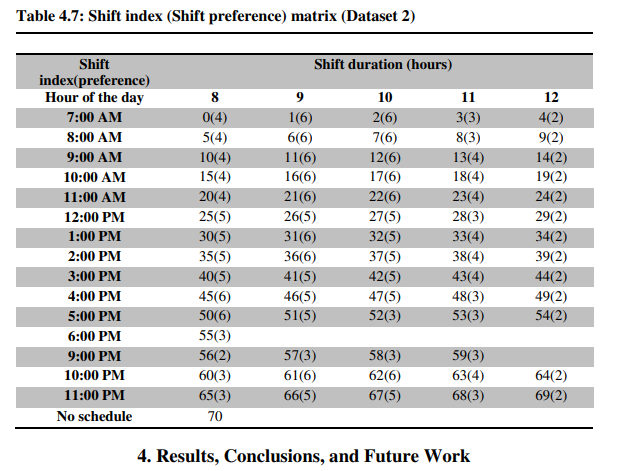 Table 4.7: Shift index (Shift preference) matrix (Dataset 2)
Shift Shift duration (hours)
index(preference)
Hour of the day 8 9 10 11 12
7:00 AM 0(4) 1(6) 2(6) 3(3) 4(2)
8:00 AM 5(4) 6(6) 7(6) 8(3) 9(2)
9:00 AM 10(4) 11(6) 12(6) 13(4) 14(2)
10:00 AM 15(4) 16(6) 17(6) 18(4) 19(2)
11:00 AM 20(4) 21(6) 22(6) 23(4) 24(2)
12:00 PM 25(5) 26(5) 27(5) 28(3) 29(2)
1:00 PM 30(5) 31(6) 32(5) 33(4) 34(2)
2:00 PM 35(5) 36(6) 37(5) 38(4) 39(2)
3:00 PM 40(5) 41(5) 42(5) 43(4) 44(2)
4:00 PM 45(6) 46(5) 47(5) 48(3) 49(2)
5:00 PM 50(6) 51(5) 52(3) 53(3) 54(2)
6:00 PM 55(3)
9:00 PM 56(2) 57(3) 58(3) 59(3)
10:00 PM 60(3) 61(6) 62(6) 63(4) 64(2)
11:00 PM 65(3) 66(5) 67(5) 68(3) 69(2)
No schedule 70
4. Results, Conclusions, and Future Work